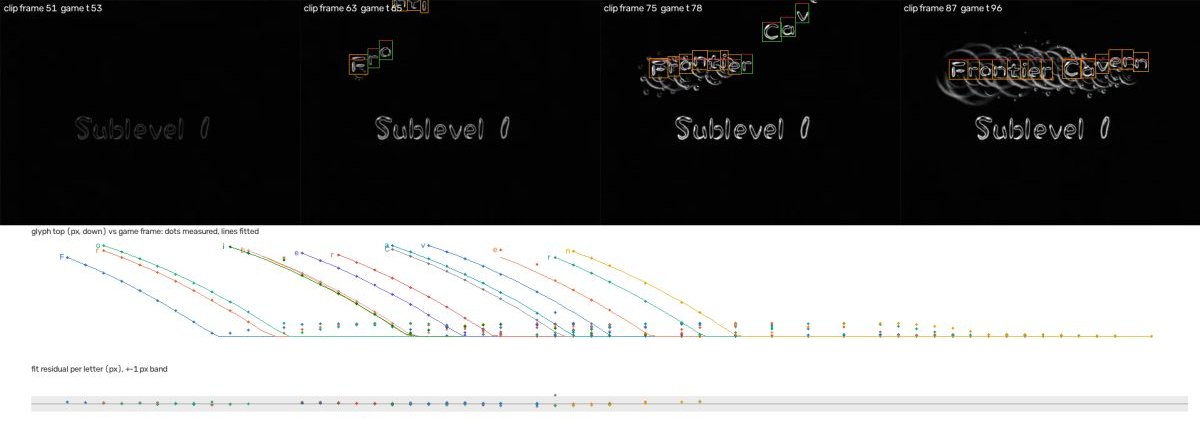 clip frame 51 game t 53
clip frame 63 game t 65
clip frame 75 game t 78
clip frame 87 game t 96
F r o
C a v
Frontier
Frontier Cavern
Sublevel 1
Sublevel 1
Sublevel 1
Sublevel 1
glyph top (px, down) vs game frame: dots measured, lines fitted
F o r i e r a C v e r n
fit residual per letter (px), +-1 px band